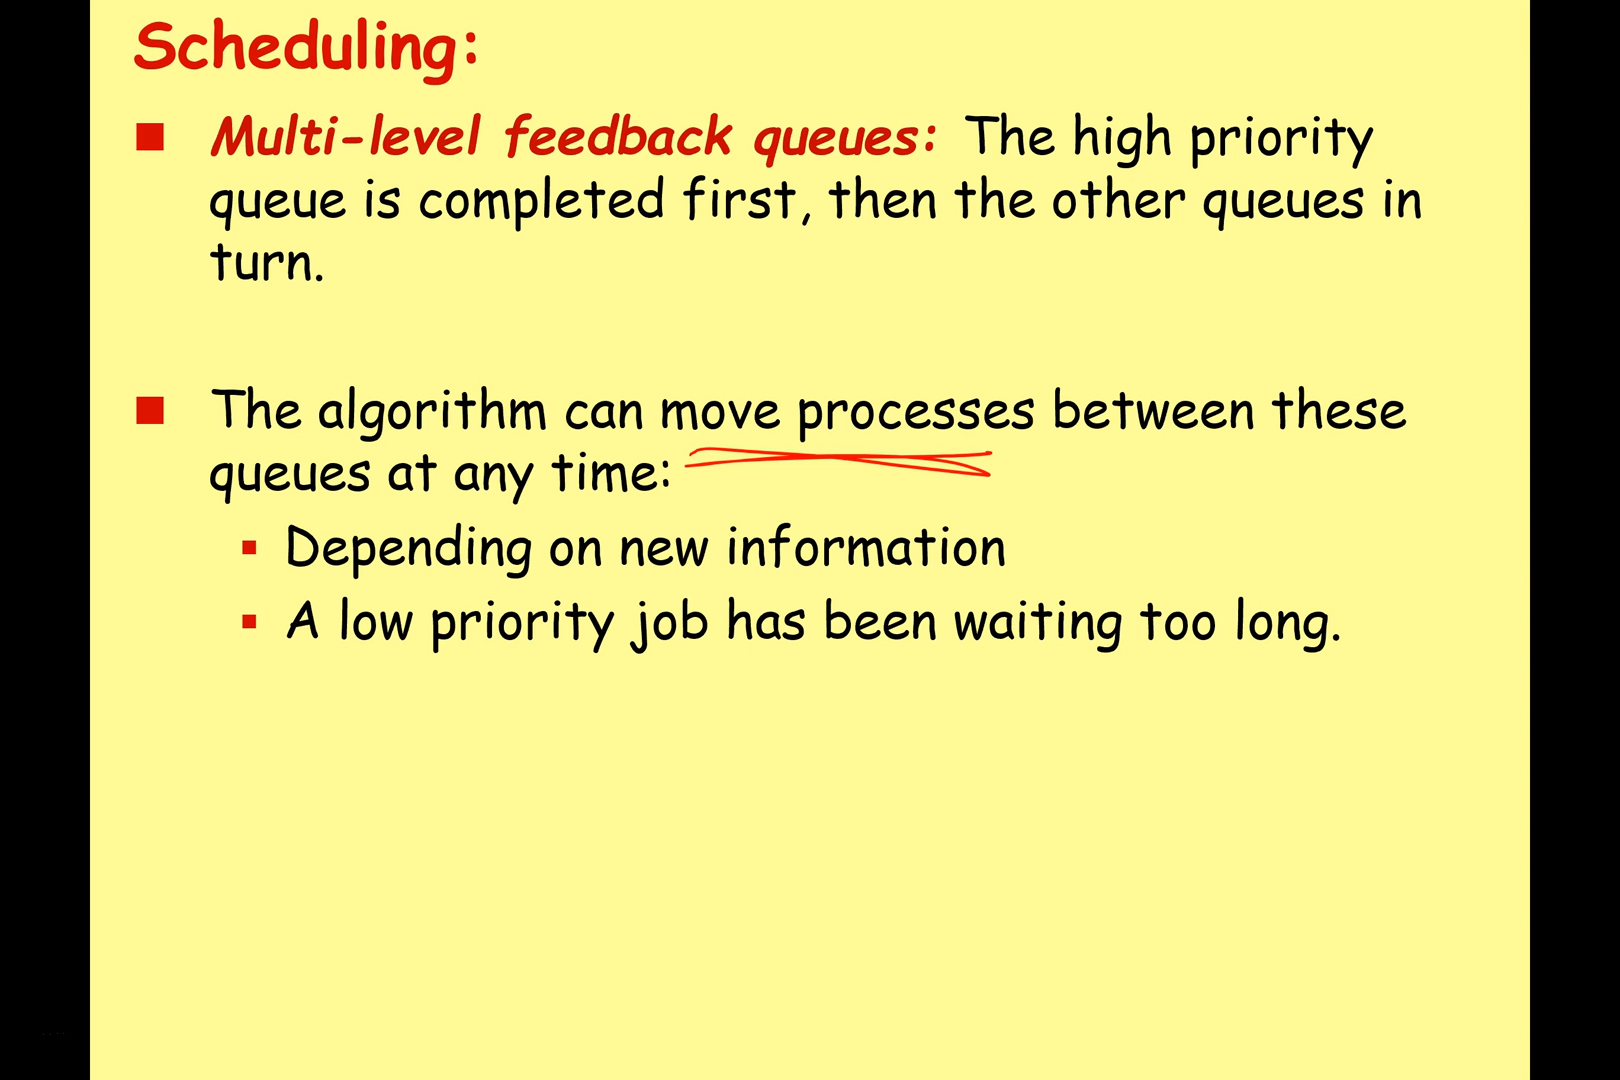 Scheduling:
Multi-level feedback queues: The high priority
queue is completed first, then the other queues in
turn.
The algorithm can move processes between these
queues at any time:
Depending on new information
A low priority job has been waiting too long.